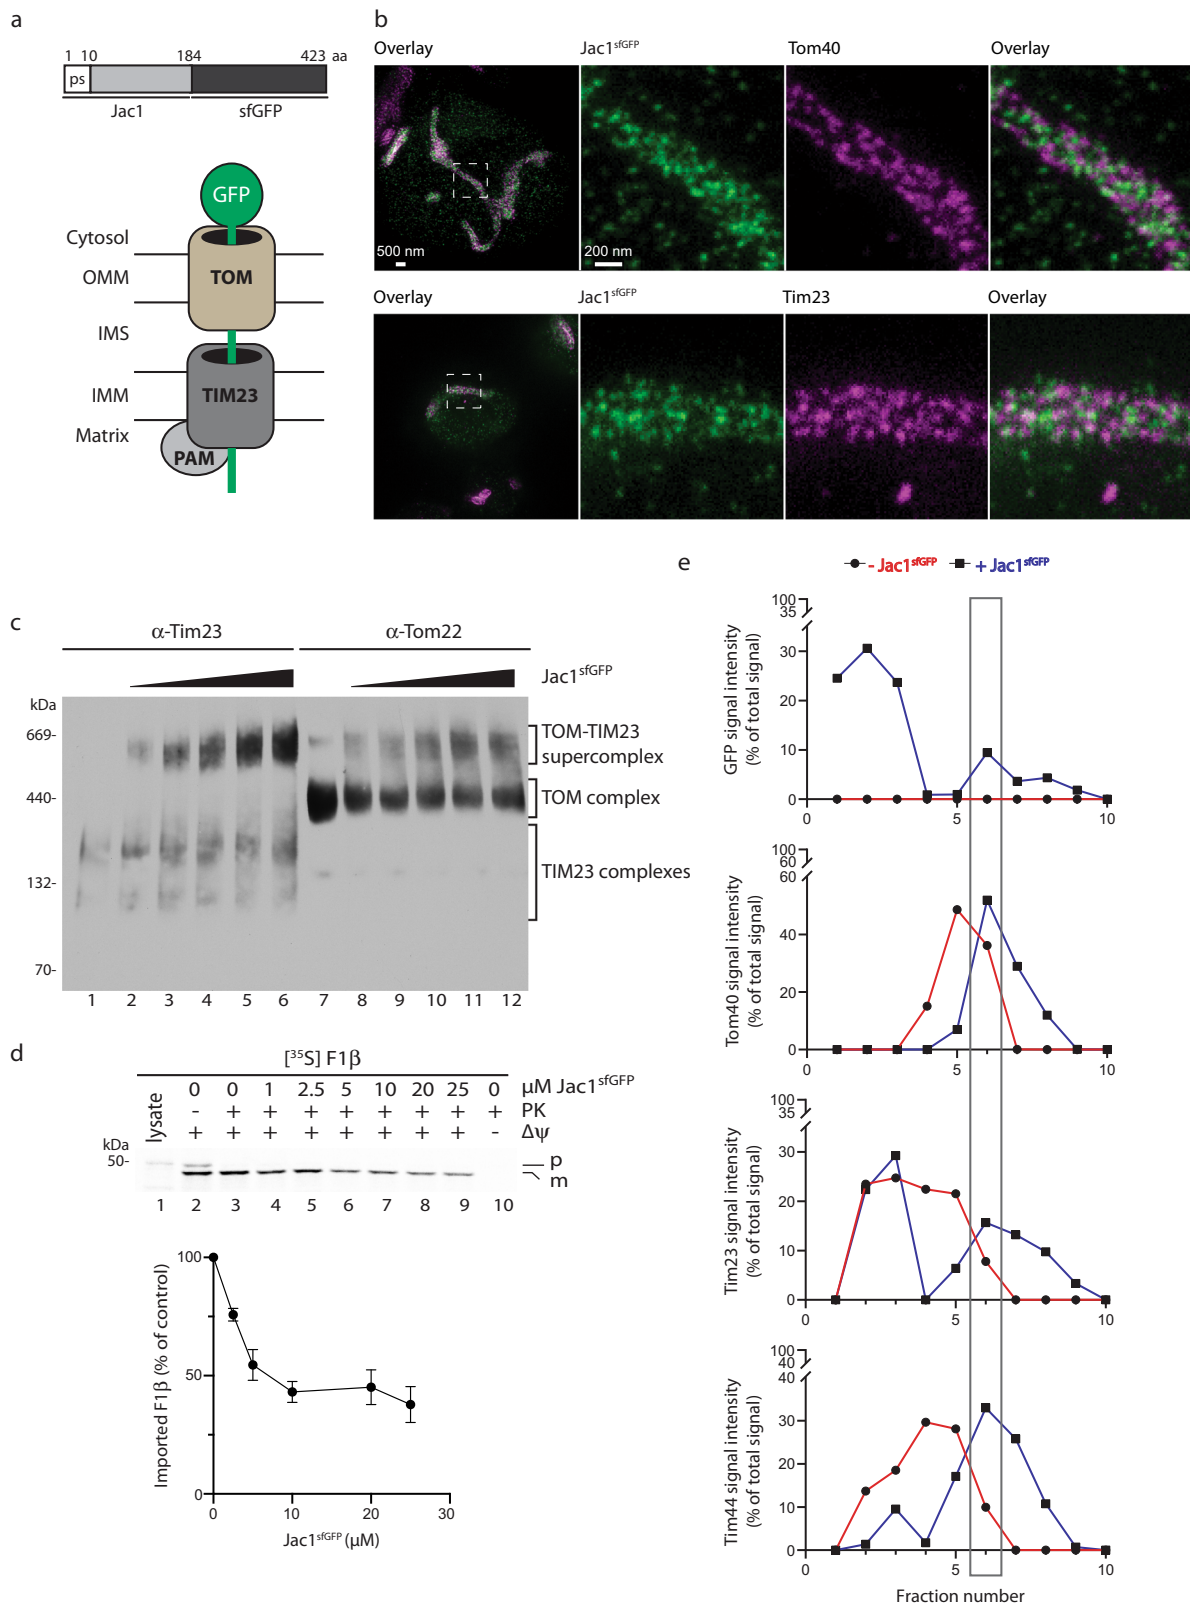 a
1 10 184 423 aa
ps
Jac1 sfGFP
GFP
Cytosol
OMM
TOM
IMS
IMM
TIM23
Matrix
PAM
b
Overlay Jac1sfGFP Tom40 Overlay
500 nm 200 nm
Overlay Jac1sfGFP Tim23 Overlay
c
α-Tim23 α-Tom22
Jac1sfGFP
kDa
669-
440-
132-
70-
TOM-TIM23
supercomplex
TOM complex
TIM23 complexes
1 2 3 4 5 6 7 8 9 10 11 12
d
[35S] F1β
lysate
0 0 1 2.5 5 10 20 25 0 μM Jac1sfGFP
- + + + + + + + + PK
+ + + + + + + + - Δψ
kDa
50-
p
m
1 2 3 4 5 6 7 8 9 10
Imported F1β (% of control)
100
50
0
0 10 20 30
Jac1sfGFP (μM)
e
- Jac1sfGFP + Jac1sfGFP
GFP signal intensity
(% of total signal)
100
35
30
20
10
0
0 5 10
Tom40 signal intensity
(% of total signal)
100
60
60
40
20
0
0 5 10
Tim23 signal intensity
(% of total signal)
100
35
30
20
10
0
0 5 10
Tim44 signal intensity
(% of total signal)
100
40
40
30
20
10
0
0 5 10
Fraction number